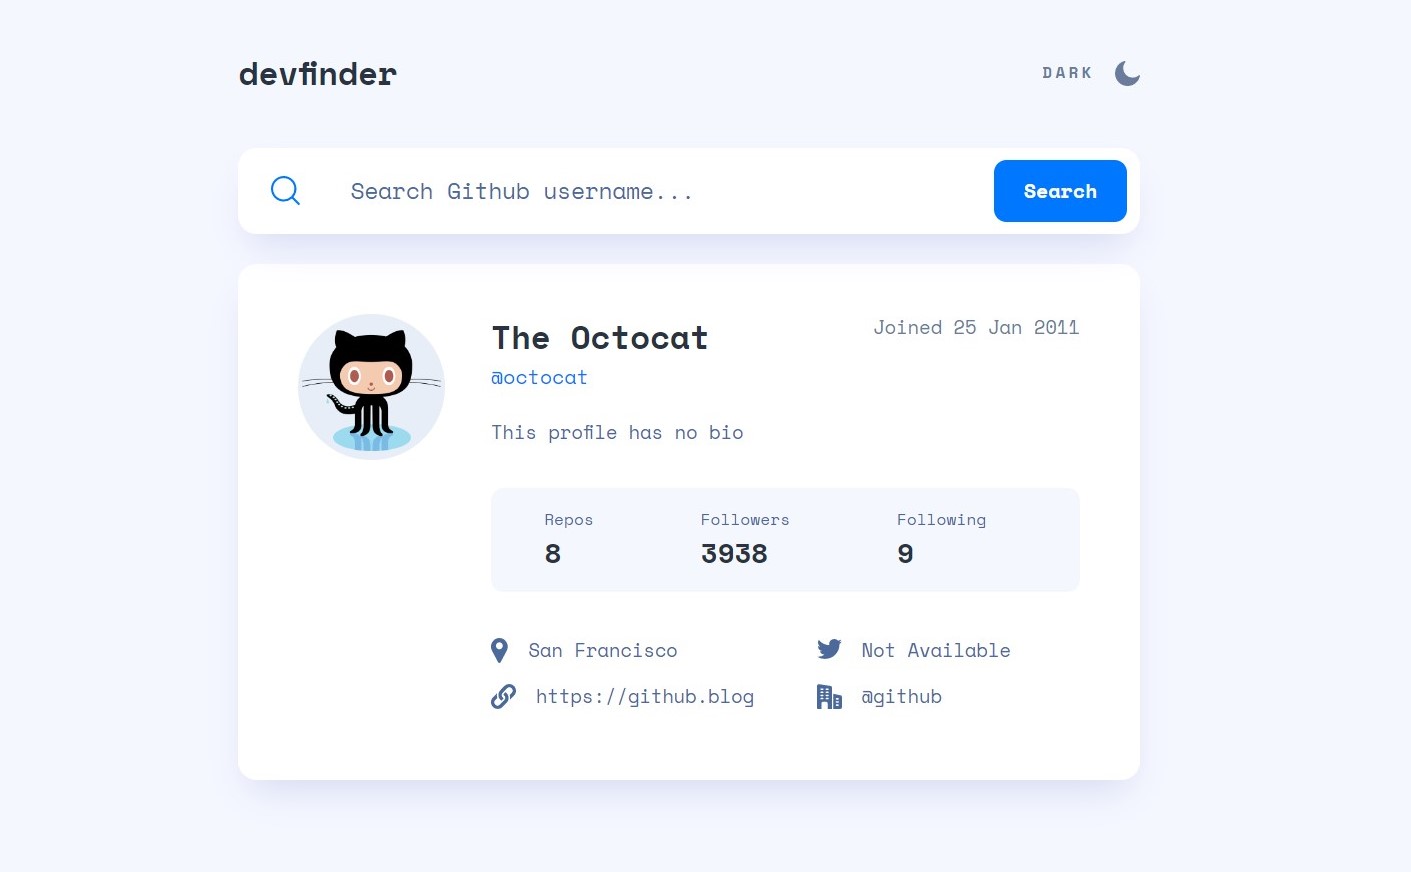 devfinder
DARK
Search Github username...
Search
The Octocat
Joined 25 Jan 2011
@octocat
This profile has no bio
Repos Followers Following
8 3938 9
San Francisco Not Available
https://github.blog @github